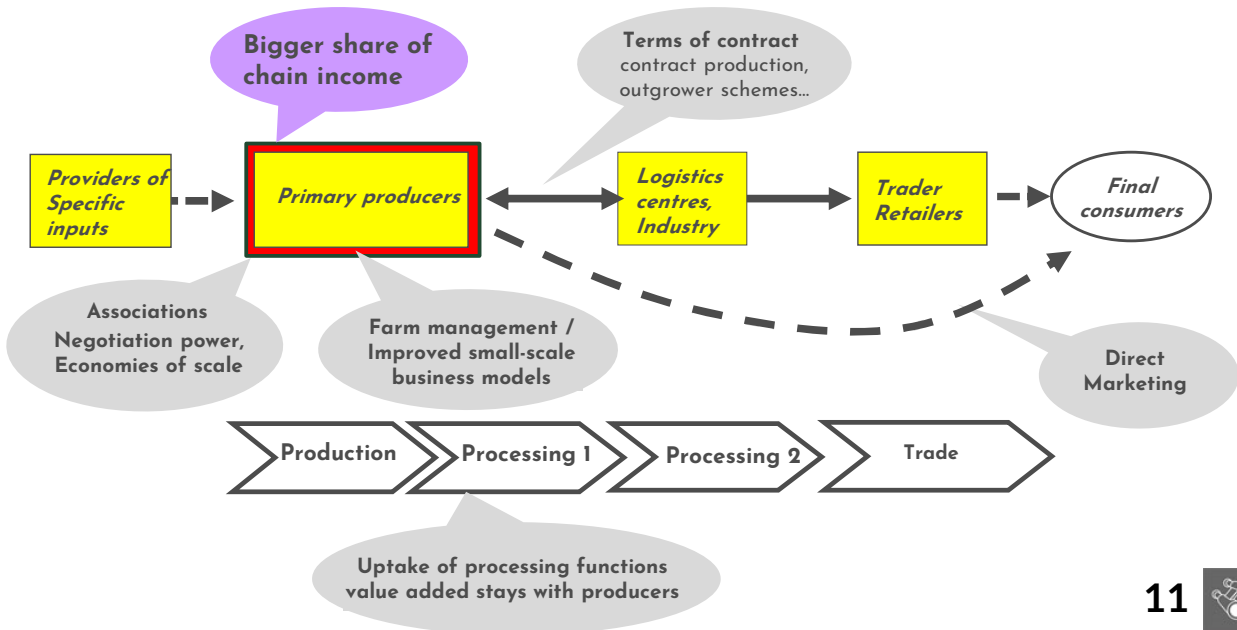 Bigger share of
chain income
Terms of contract
contract production,
outgrower schemes...
Providers of
Specific
inputs
Primary producers
Logistics
centres,
Industry
Trader
Retailers
Final
consumers
Associations
Negotiation power,
Economies of scale
Farm management /
Improved small-scale
business models
Direct
Marketing
Production
Processing 1
Processing 2
Trade
Uptake of processing functions
value added stays with producers
11